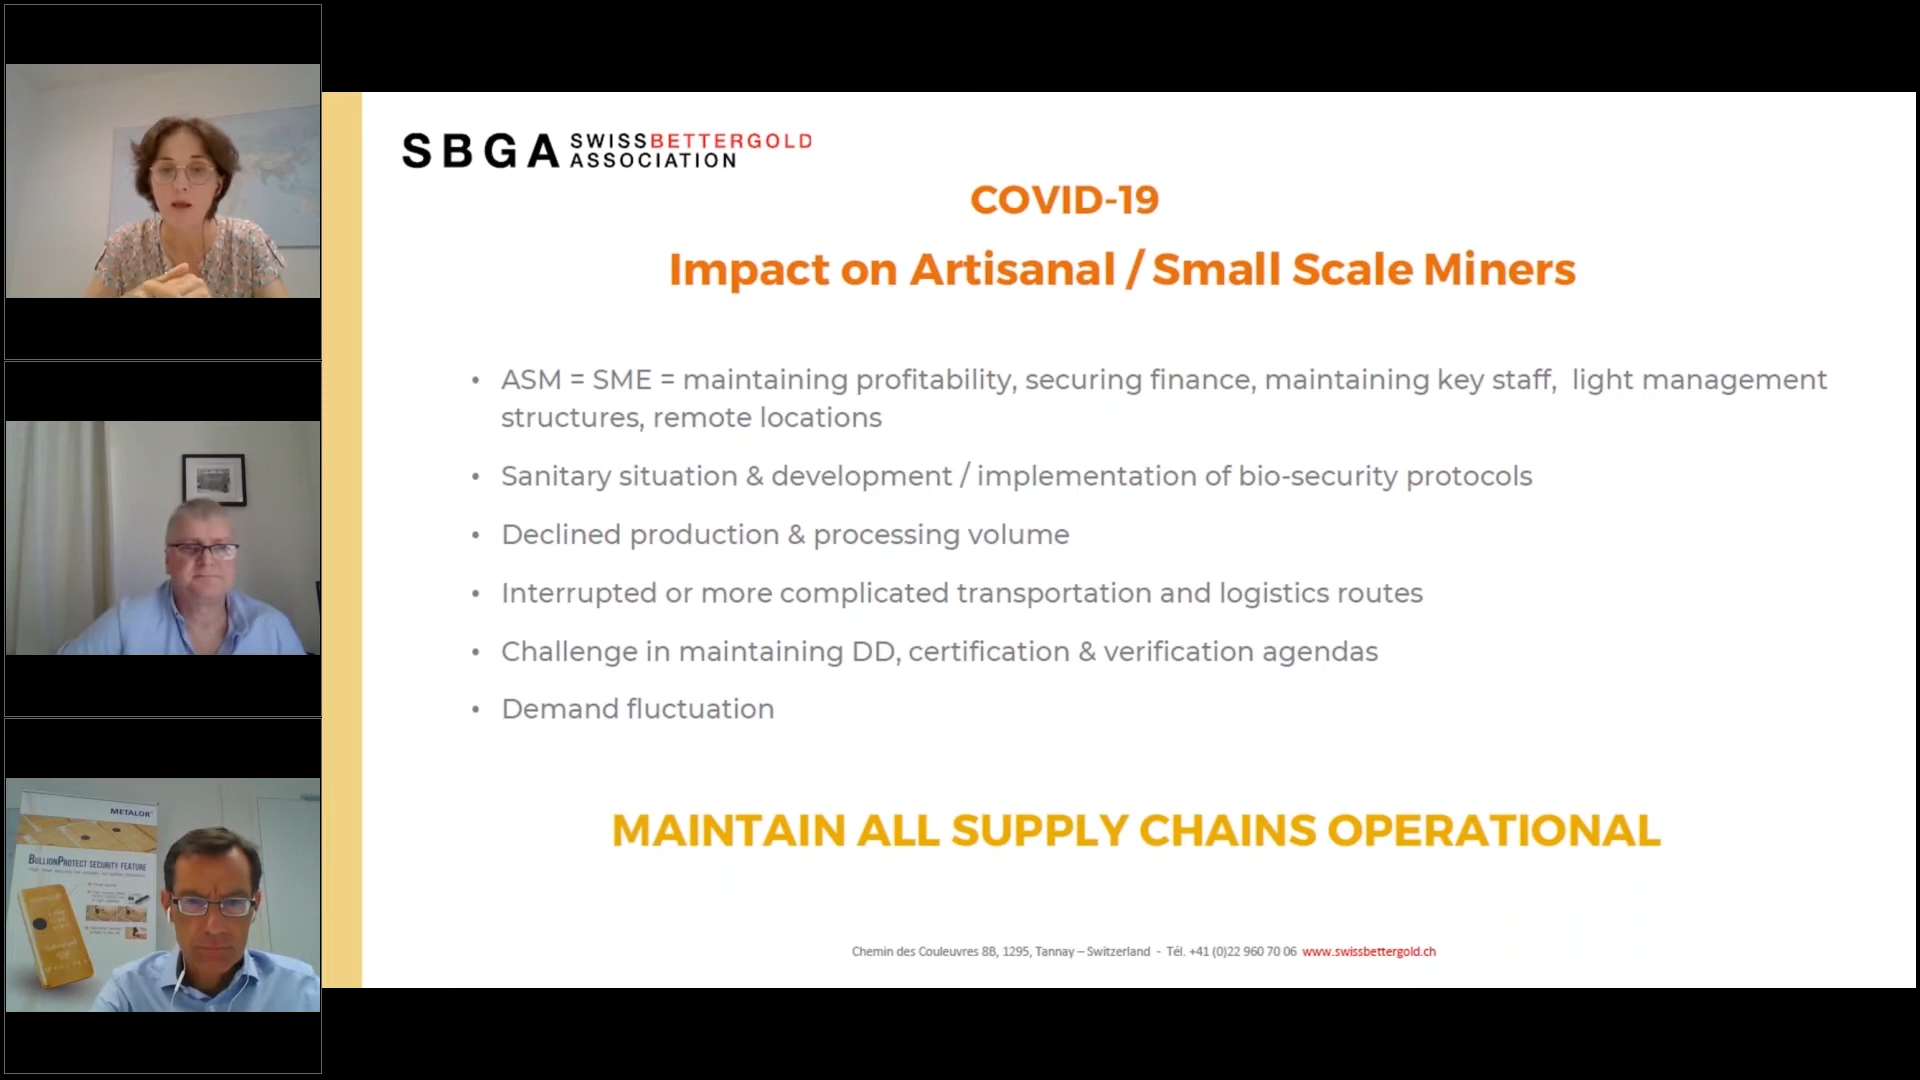 SBGA SWISSBETTERGOLD
ASSOCIATION
COVID-19
Impact on Artisanal / Small Scale Miners
• ASM = SME = maintaining profitability, securing finance, maintaining key staff, light management
structures, remote locations
• Sanitary situation & development / implementation of bio-security protocols
• Declined production & processing volume
• Interrupted or more complicated transportation and logistics routes
• Challenge in maintaining DD, certification & verification agendas
• Demand fluctuation
MAINTAIN ALL SUPPLY CHAINS OPERATIONAL
Chemin des Couleuvres 8B, 1295, Tannay – Switzerland - Tél. +41 (0)22 960 70 06 www.swissbettergold.ch
METALOR
BULLIONPROTECT SECURITY FEATURE